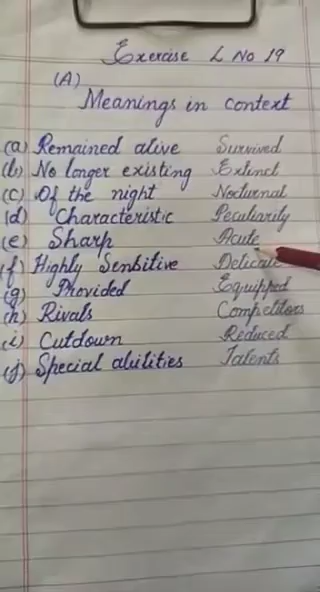 Exercise L No 19
(A)
Meanings in context
(a) Remained alive Survived
(b) No longer existing Extinct
(c) Of the night Nocturnal
(d) Characteristic Peculiarity
(e) Sharp Acute
(f) Highly Sensitive Delicate
(g) Provided Equipped
(h) Rivals Competitors
(i) Cutdown Reduced
(j) Special abilities Talents